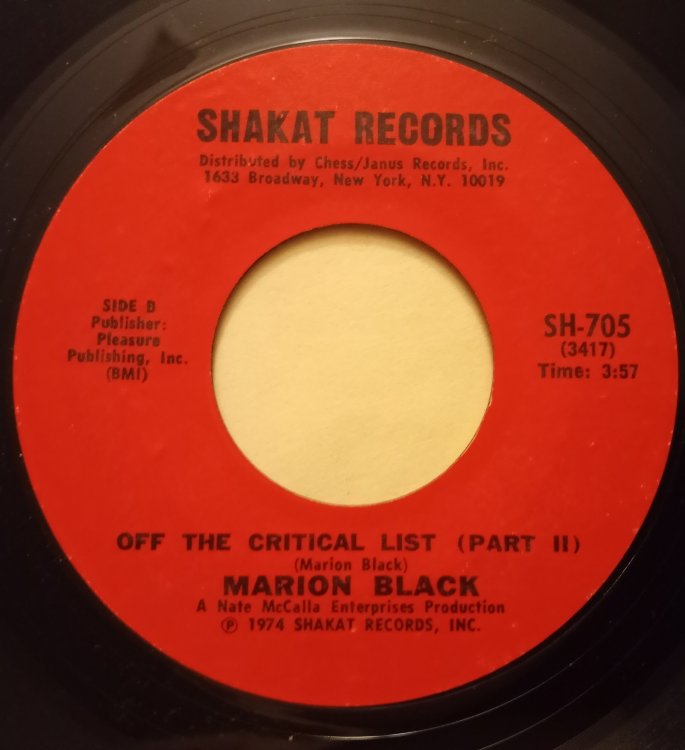 SHAKAT RECORDS
Distributed by Chess/Janus Records, Inc.
1633 Broadway, New York, N.Y. 10019
SIDE B
Publisher:
Pleasure
Publishing, Inc.
(BMI)
SH-705
(3417)
Time: 3:57
OFF THE CRITICAL LIST (PART II)
(Marion Black)
MARION BLACK
A Nate McCalla Enterprises Production
℗ 1974 SHAKAT RECORDS, INC.